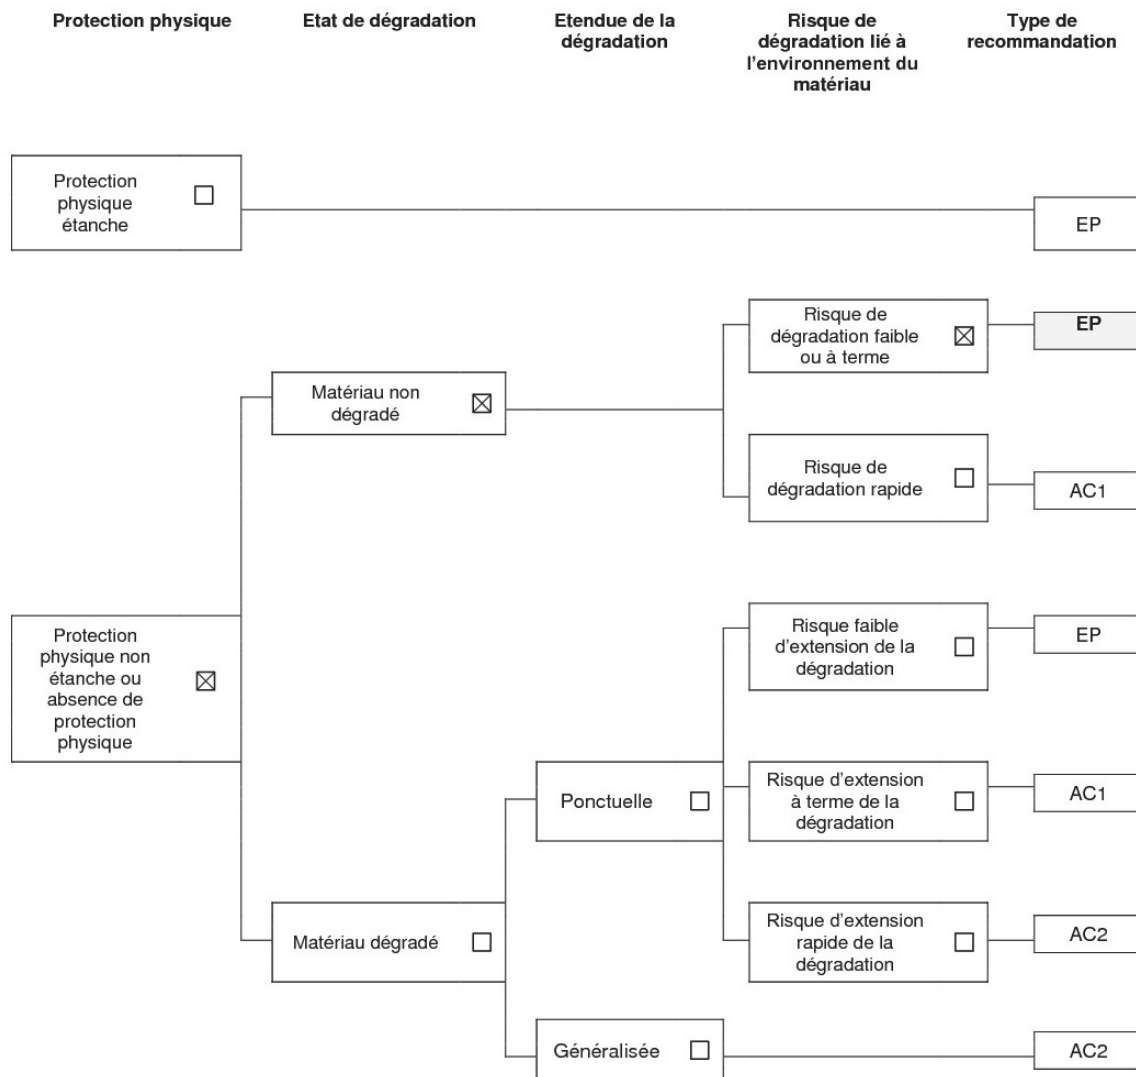 Protection physique
Etat de dégradation
Etendue de la
dégradation
Risque de
dégradation lié à
l'environnement du
matériau
Type de
recommandation
Protection
physique
étanche
EP
Risque de
dégradation faible
ou à terme
EP
Matériau non
dégradé
Risque de
dégradation rapide
AC1
Protection
physique non
étanche ou
absence de
protection
physique
Risque faible
d'extension de la
dégradation
EP
Ponctuelle
Risque d'extension
à terme de la
dégradation
AC1
Matériau dégradé
Risque d'extension
rapide de la
dégradation
AC2
Généralisée
AC2